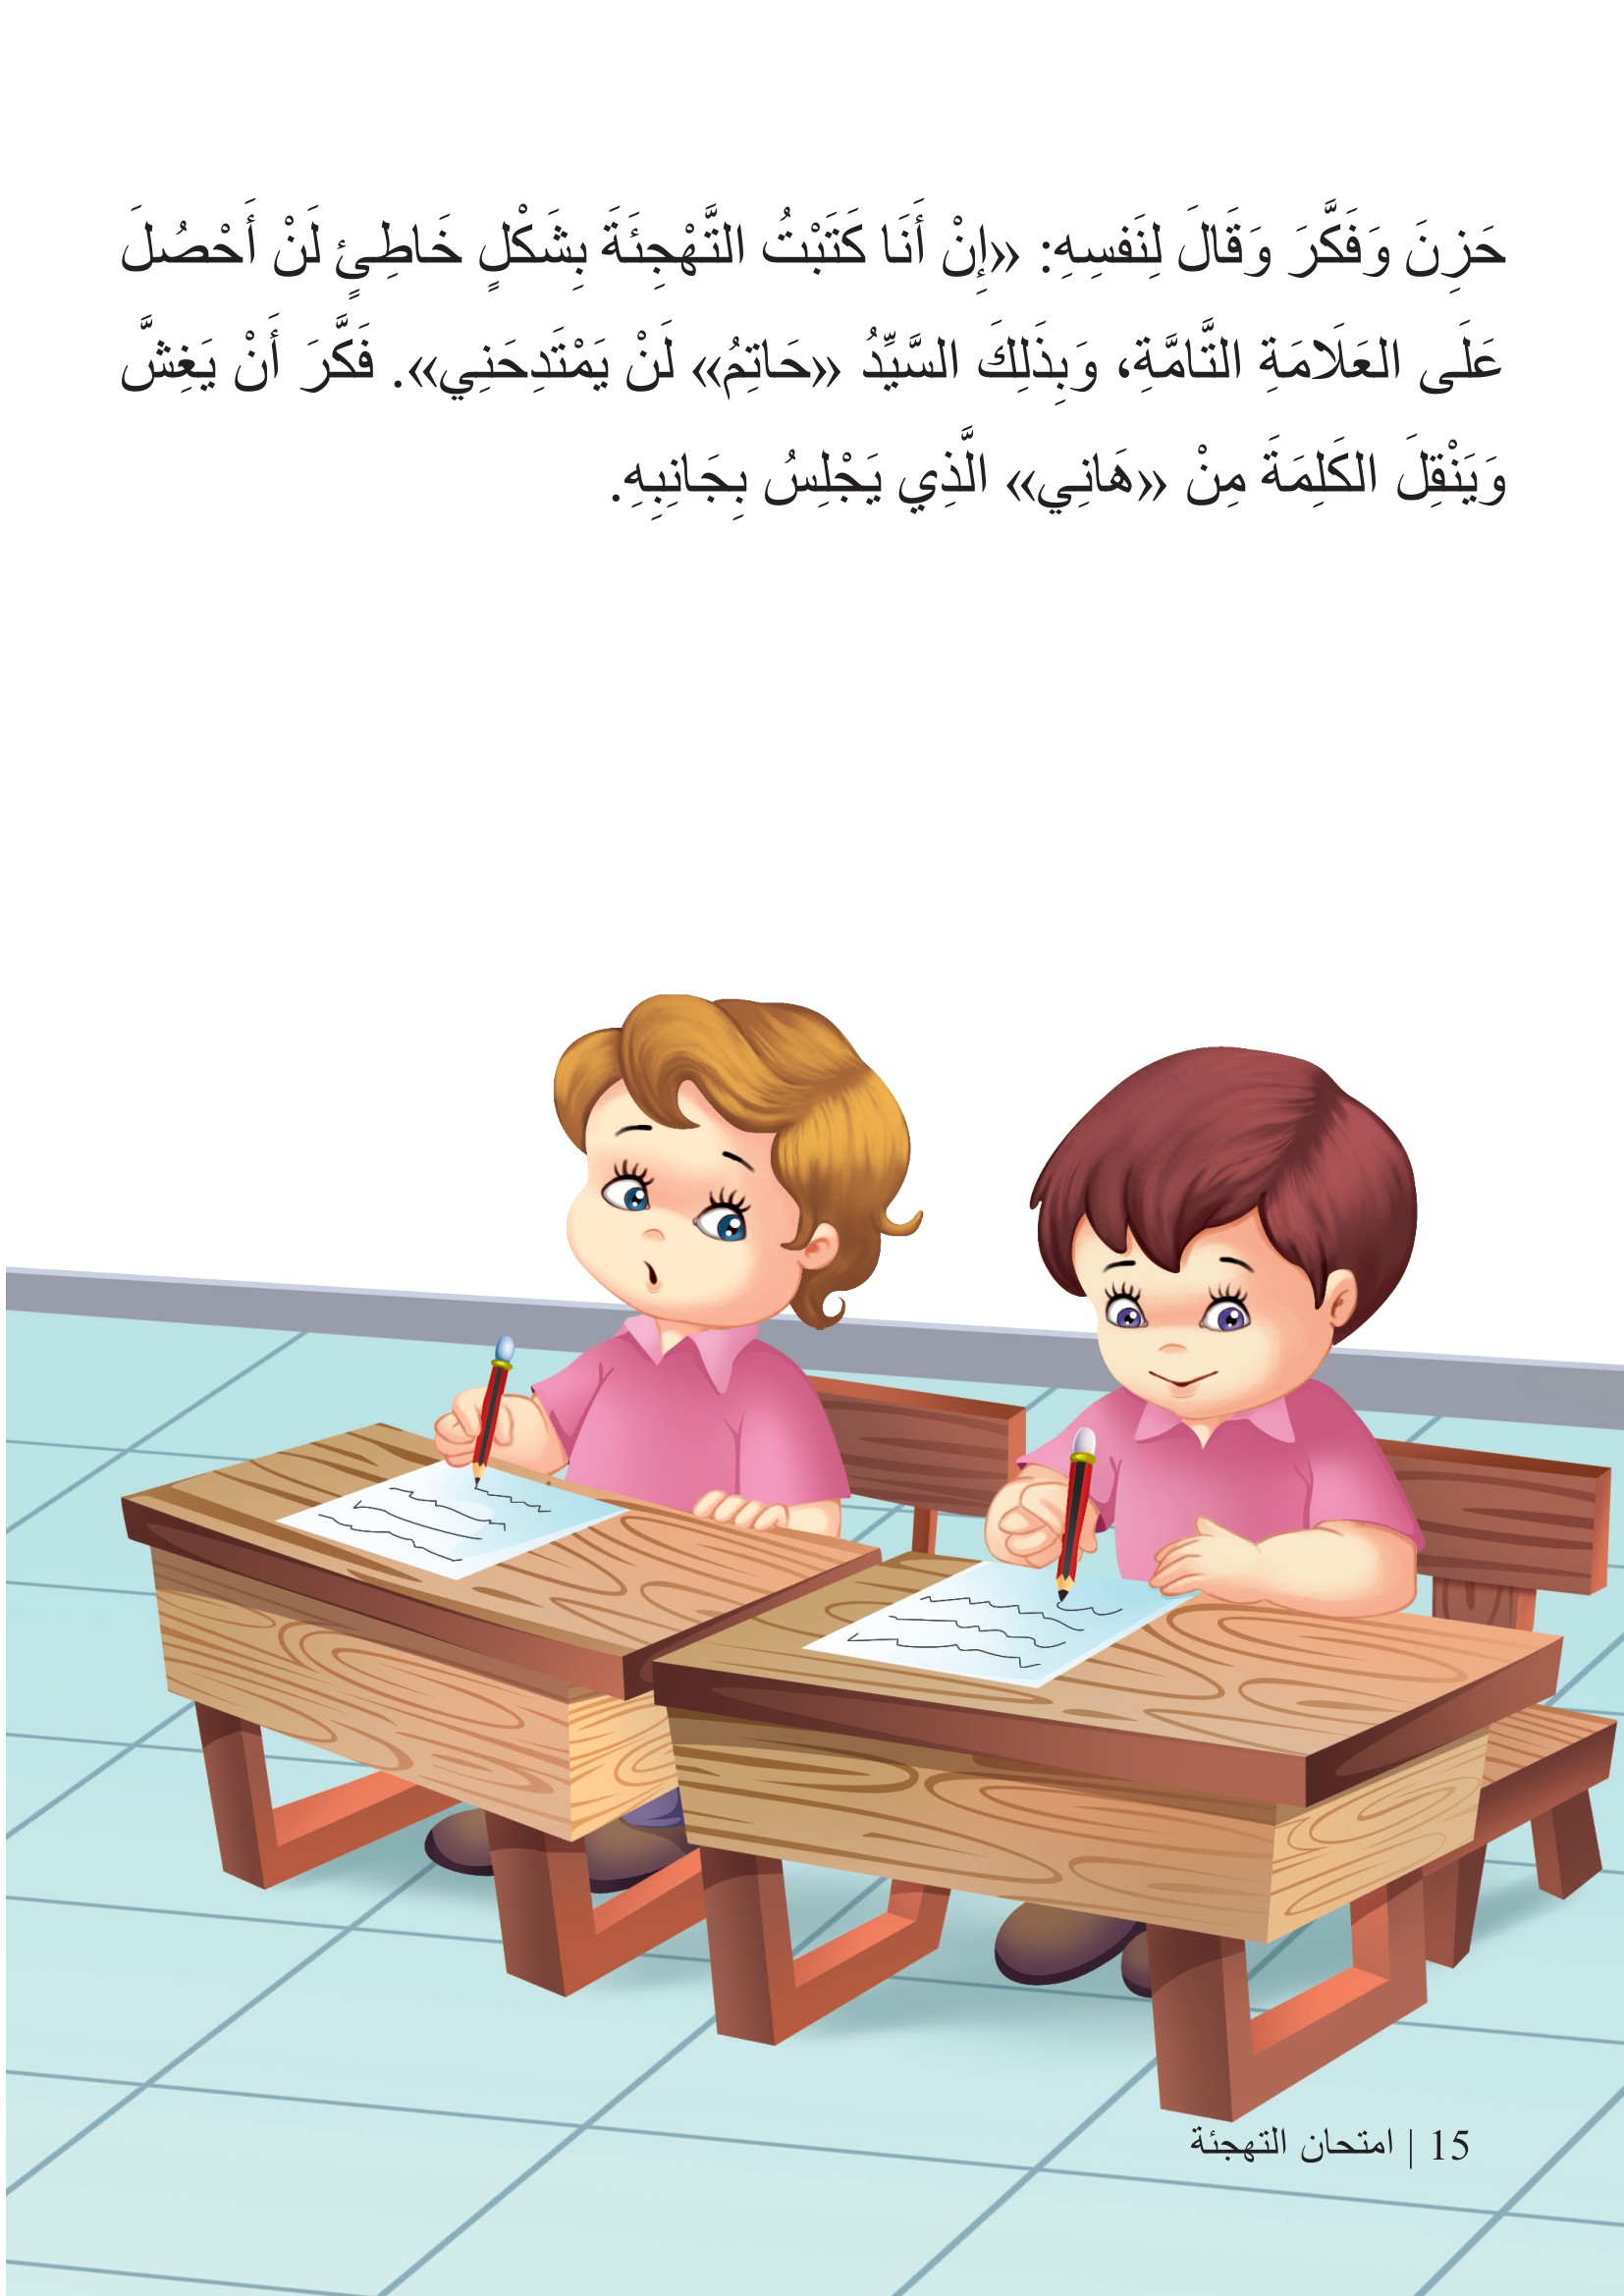 حَزِنَ وَفَكَّرَ وَقَالَ لِنَفسِهِ: «إِنْ أَنَا كَتَبْتُ التَّهْجِئَةَ بِشَكْلٍ خَاطِئٍ لَنْ أَحْصُلَ
عَلَى العَلَامَةِ التَّامَّةِ، وَبِذَلِكَ السَّيِّدُ «حَاتِمُ» لَنْ يَمْتَدِحَنِي». فَكَّرَ أَنْ يَغِشَّ
وَيَنْقِلَ الكَلِمَةَ مِنْ «هَانِي» الَّذِي يَجْلِسُ بِجَانِبِهِ.
15 | امتحان التهجئة